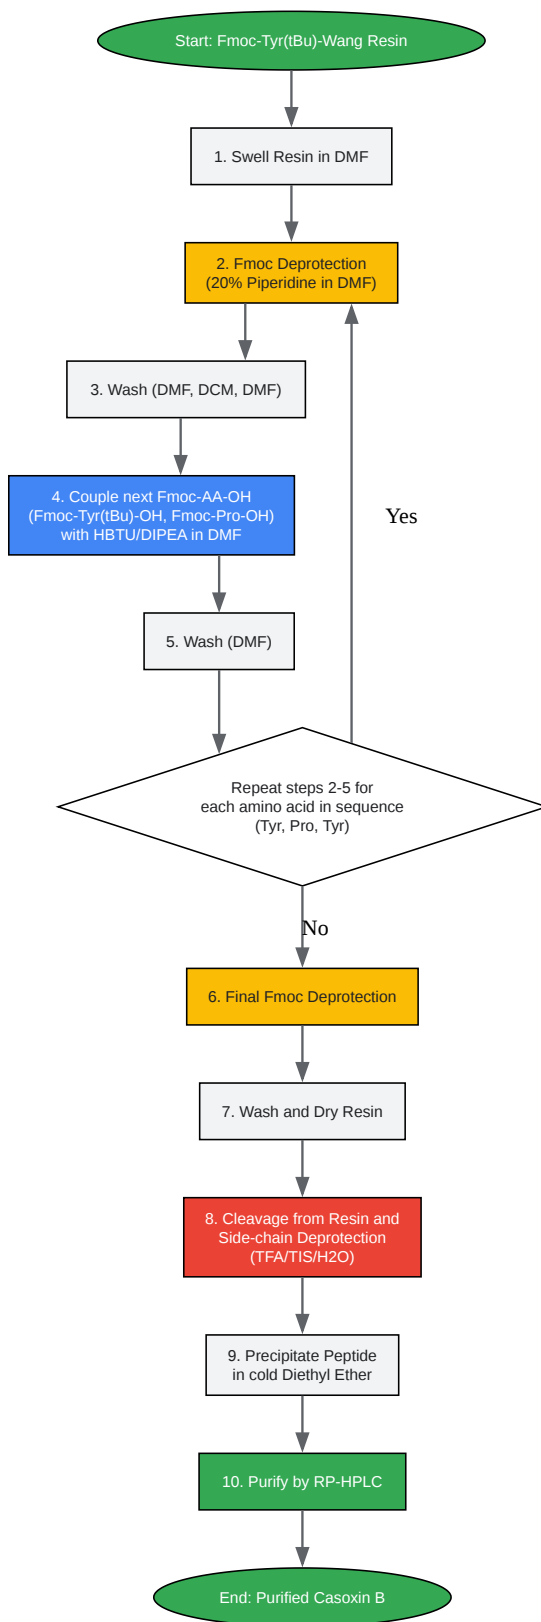 Start: Fmoc-Tyr(tBu)-Wang Resin
1. Swell Resin in DMF
2. Fmoc Deprotection
(20% Piperidine in DMF)
3. Wash (DMF, DCM, DMF)
4. Couple next Fmoc-AA-OH
(Fmoc-Tyr(tBu)-OH, Fmoc-Pro-OH)
with HBTU/DIPEA in DMF
Yes
5. Wash (DMF)
Repeat steps 2-5 for
each amino acid in sequence
(Tyr, Pro, Tyr)
No
6. Final Fmoc Deprotection
7. Wash and Dry Resin
8. Cleavage from Resin and
Side-chain Deprotection
(TFA/TIS/H2O)
9. Precipitate Peptide
in cold Diethyl Ether
10. Purify by RP-HPLC
End: Purified Casoxin B